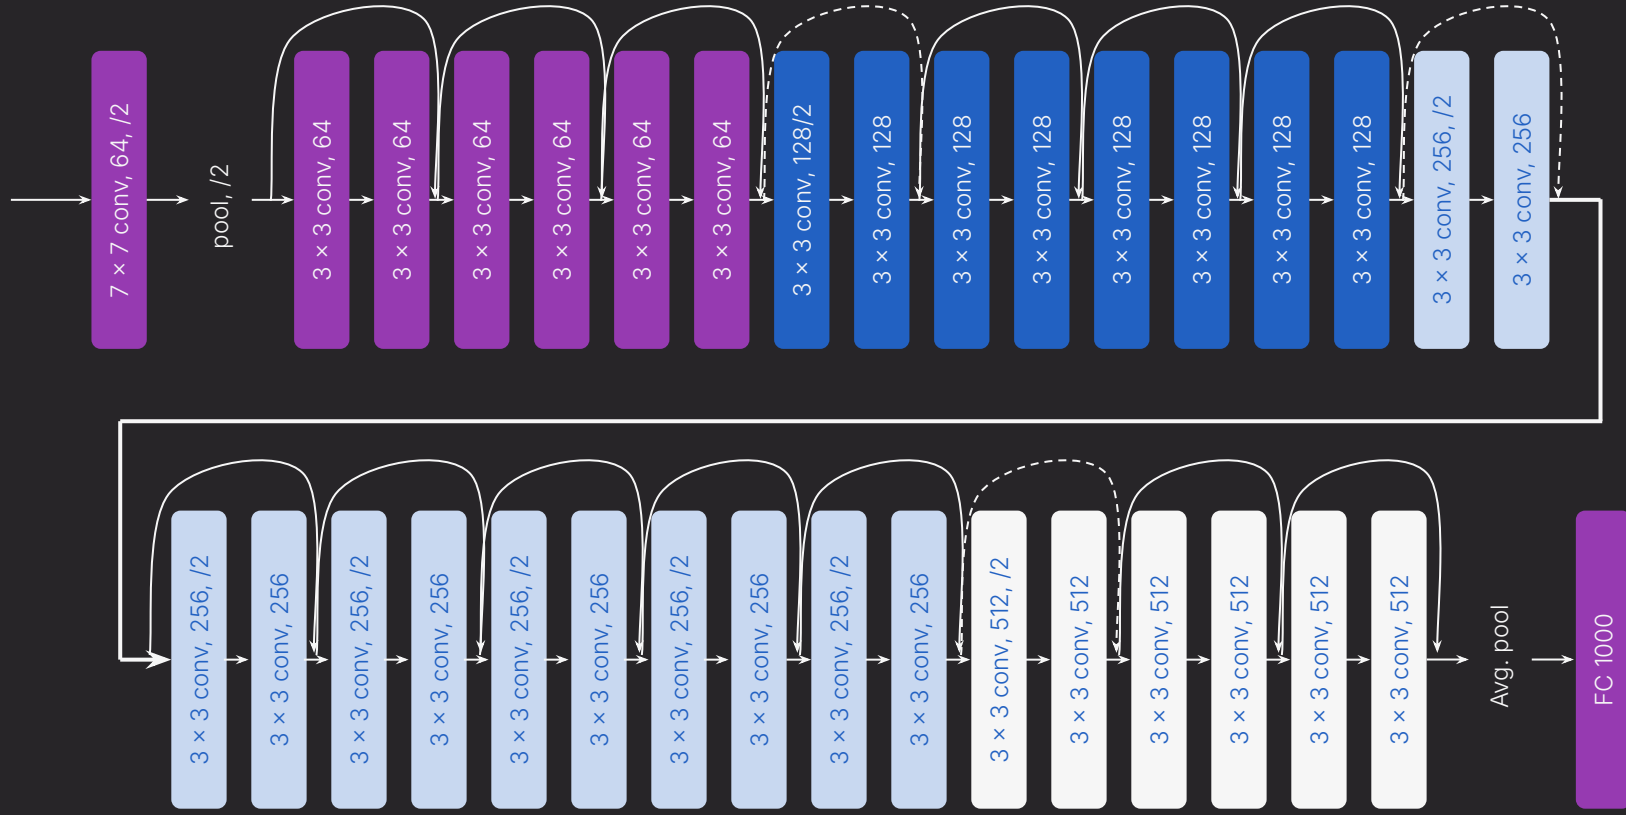 7 × 7 conv, 64, /2
pool, /2
3 × 3 conv, 64
3 × 3 conv, 64
3 × 3 conv, 64
3 × 3 conv, 64
3 × 3 conv, 64
3 × 3 conv, 64
3 × 3 conv, 128/2
3 × 3 conv, 128
3 × 3 conv, 128
3 × 3 conv, 128
3 × 3 conv, 128
3 × 3 conv, 128
3 × 3 conv, 128
3 × 3 conv, 128
3 × 3 conv, 256, /2
3 × 3 conv, 256
3 × 3 conv, 256, /2
3 × 3 conv, 256
3 × 3 conv, 256, /2
3 × 3 conv, 256
3 × 3 conv, 256, /2
3 × 3 conv, 256
3 × 3 conv, 256, /2
3 × 3 conv, 256
3 × 3 conv, 256, /2
3 × 3 conv, 256
3 × 3 conv, 512, /2
3 × 3 conv, 512
3 × 3 conv, 512
3 × 3 conv, 512
3 × 3 conv, 512
3 × 3 conv, 512
Avg. pool
FC 1000